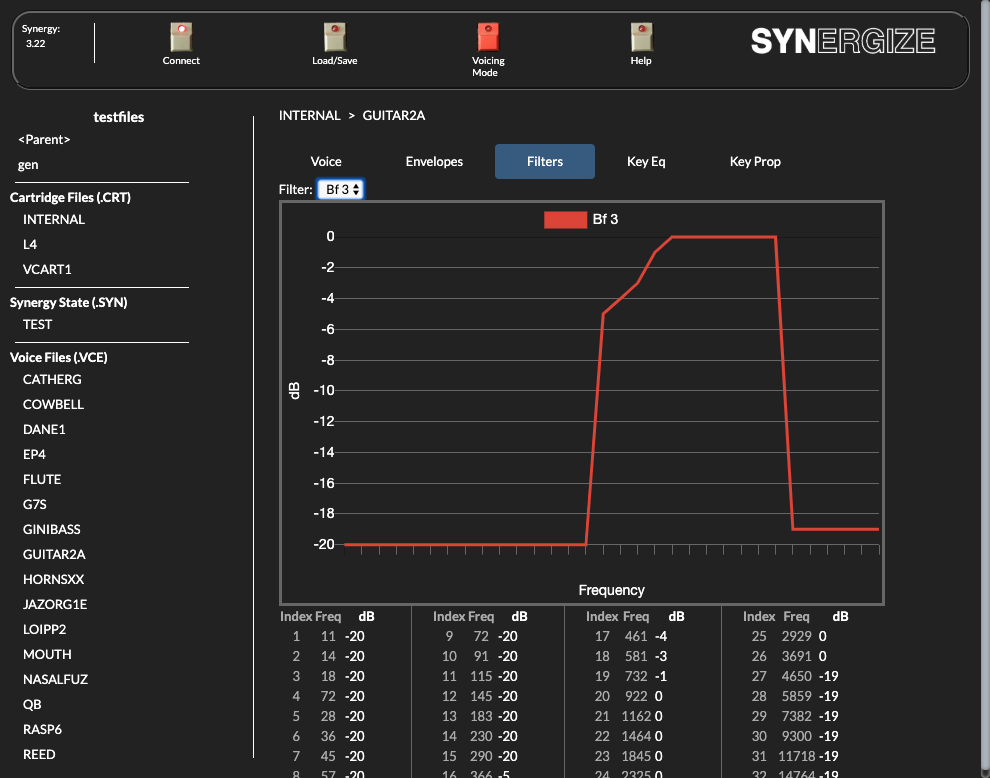 Synergy:
3.22
Connect
Load/Save
Voicing
Mode
Help
SYNERGIZE
testfiles
<Parent>
gen
Cartridge Files (.CRT)
INTERNAL
L4
VCART1
Synergy State (.SYN)
TEST
Voice Files (.VCE)
CATHERG
COWBELL
DANE1
EP4
FLUTE
G7S
GINIBASS
GUITAR2A
HORNSXX
JAZORG1E
LOIPP2
MOUTH
NASALFUZ
QB
RASP6
REED
INTERNAL > GUITAR2A
Voice Envelopes Filters Key Eq Key Prop
Filter: Bf 3
Bf 3
0
-2
-4
-6
-8
-10
-12
-14
-16
-18
-20
dB
Frequency
Index Freq dB Index Freq dB Index Freq dB Index Freq dB
1 11 -20 9 72 -20 17 461 -4 25 2929 0
2 14 -20 10 91 -20 18 581 -3 26 3691 0
3 18 -20 11 115 -20 19 732 -1 27 4650 -19
4 72 -20 12 145 -20 20 922 0 28 5859 -19
5 28 -20 13 183 -20 21 1162 0 29 7382 -19
6 36 -20 14 230 -20 22 1464 0 30 9300 -19
7 45 -20 15 290 -20 23 1845 0 31 11718 -19
8 57 -20 16 366 -5 24 2325 0 32 14764 -19